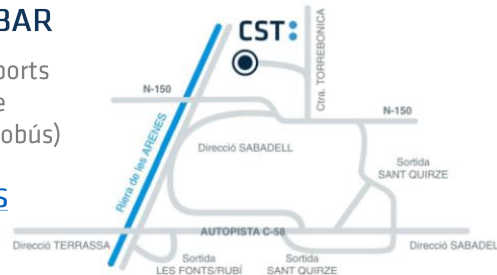 BAR
ports
e
obús)
S
CST:
Ctra. TORREBONICA
N-150
N-150
Riera de les ARENES
Direcció SABADELL
Sortida
SANT QUIRZE
AUTOPISTA C-58
Direcció TERRASSA
Direcció SABADEL
Sortida
LES FONTS/RUBÍ
Sortida
SANT QUIRZE